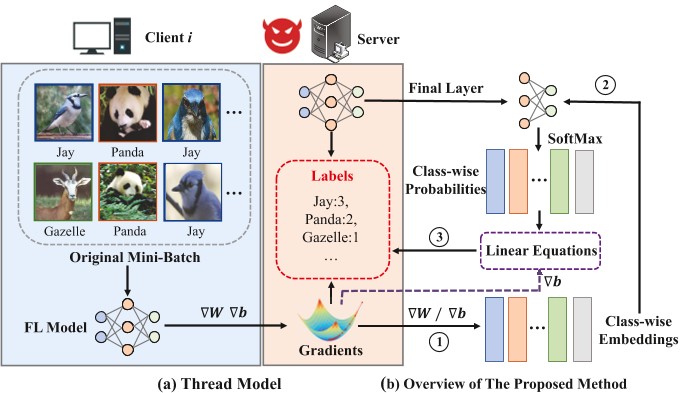 Client i
Server
Jay
Panda
Jay
...
Gazelle
Panda
Jay
...
Original Mini-Batch
FL Model
∇W ∇b
Labels
Jay:3,
Panda:2,
Gazelle:1
...
Gradients
Final Layer
②
SoftMax
Class-wise
Probabilities
...
③
Linear Equations
∇b
∇W / ∇b
①
...
Class-wise
Embeddings
(a) Thread Model
(b) Overview of The Proposed Method